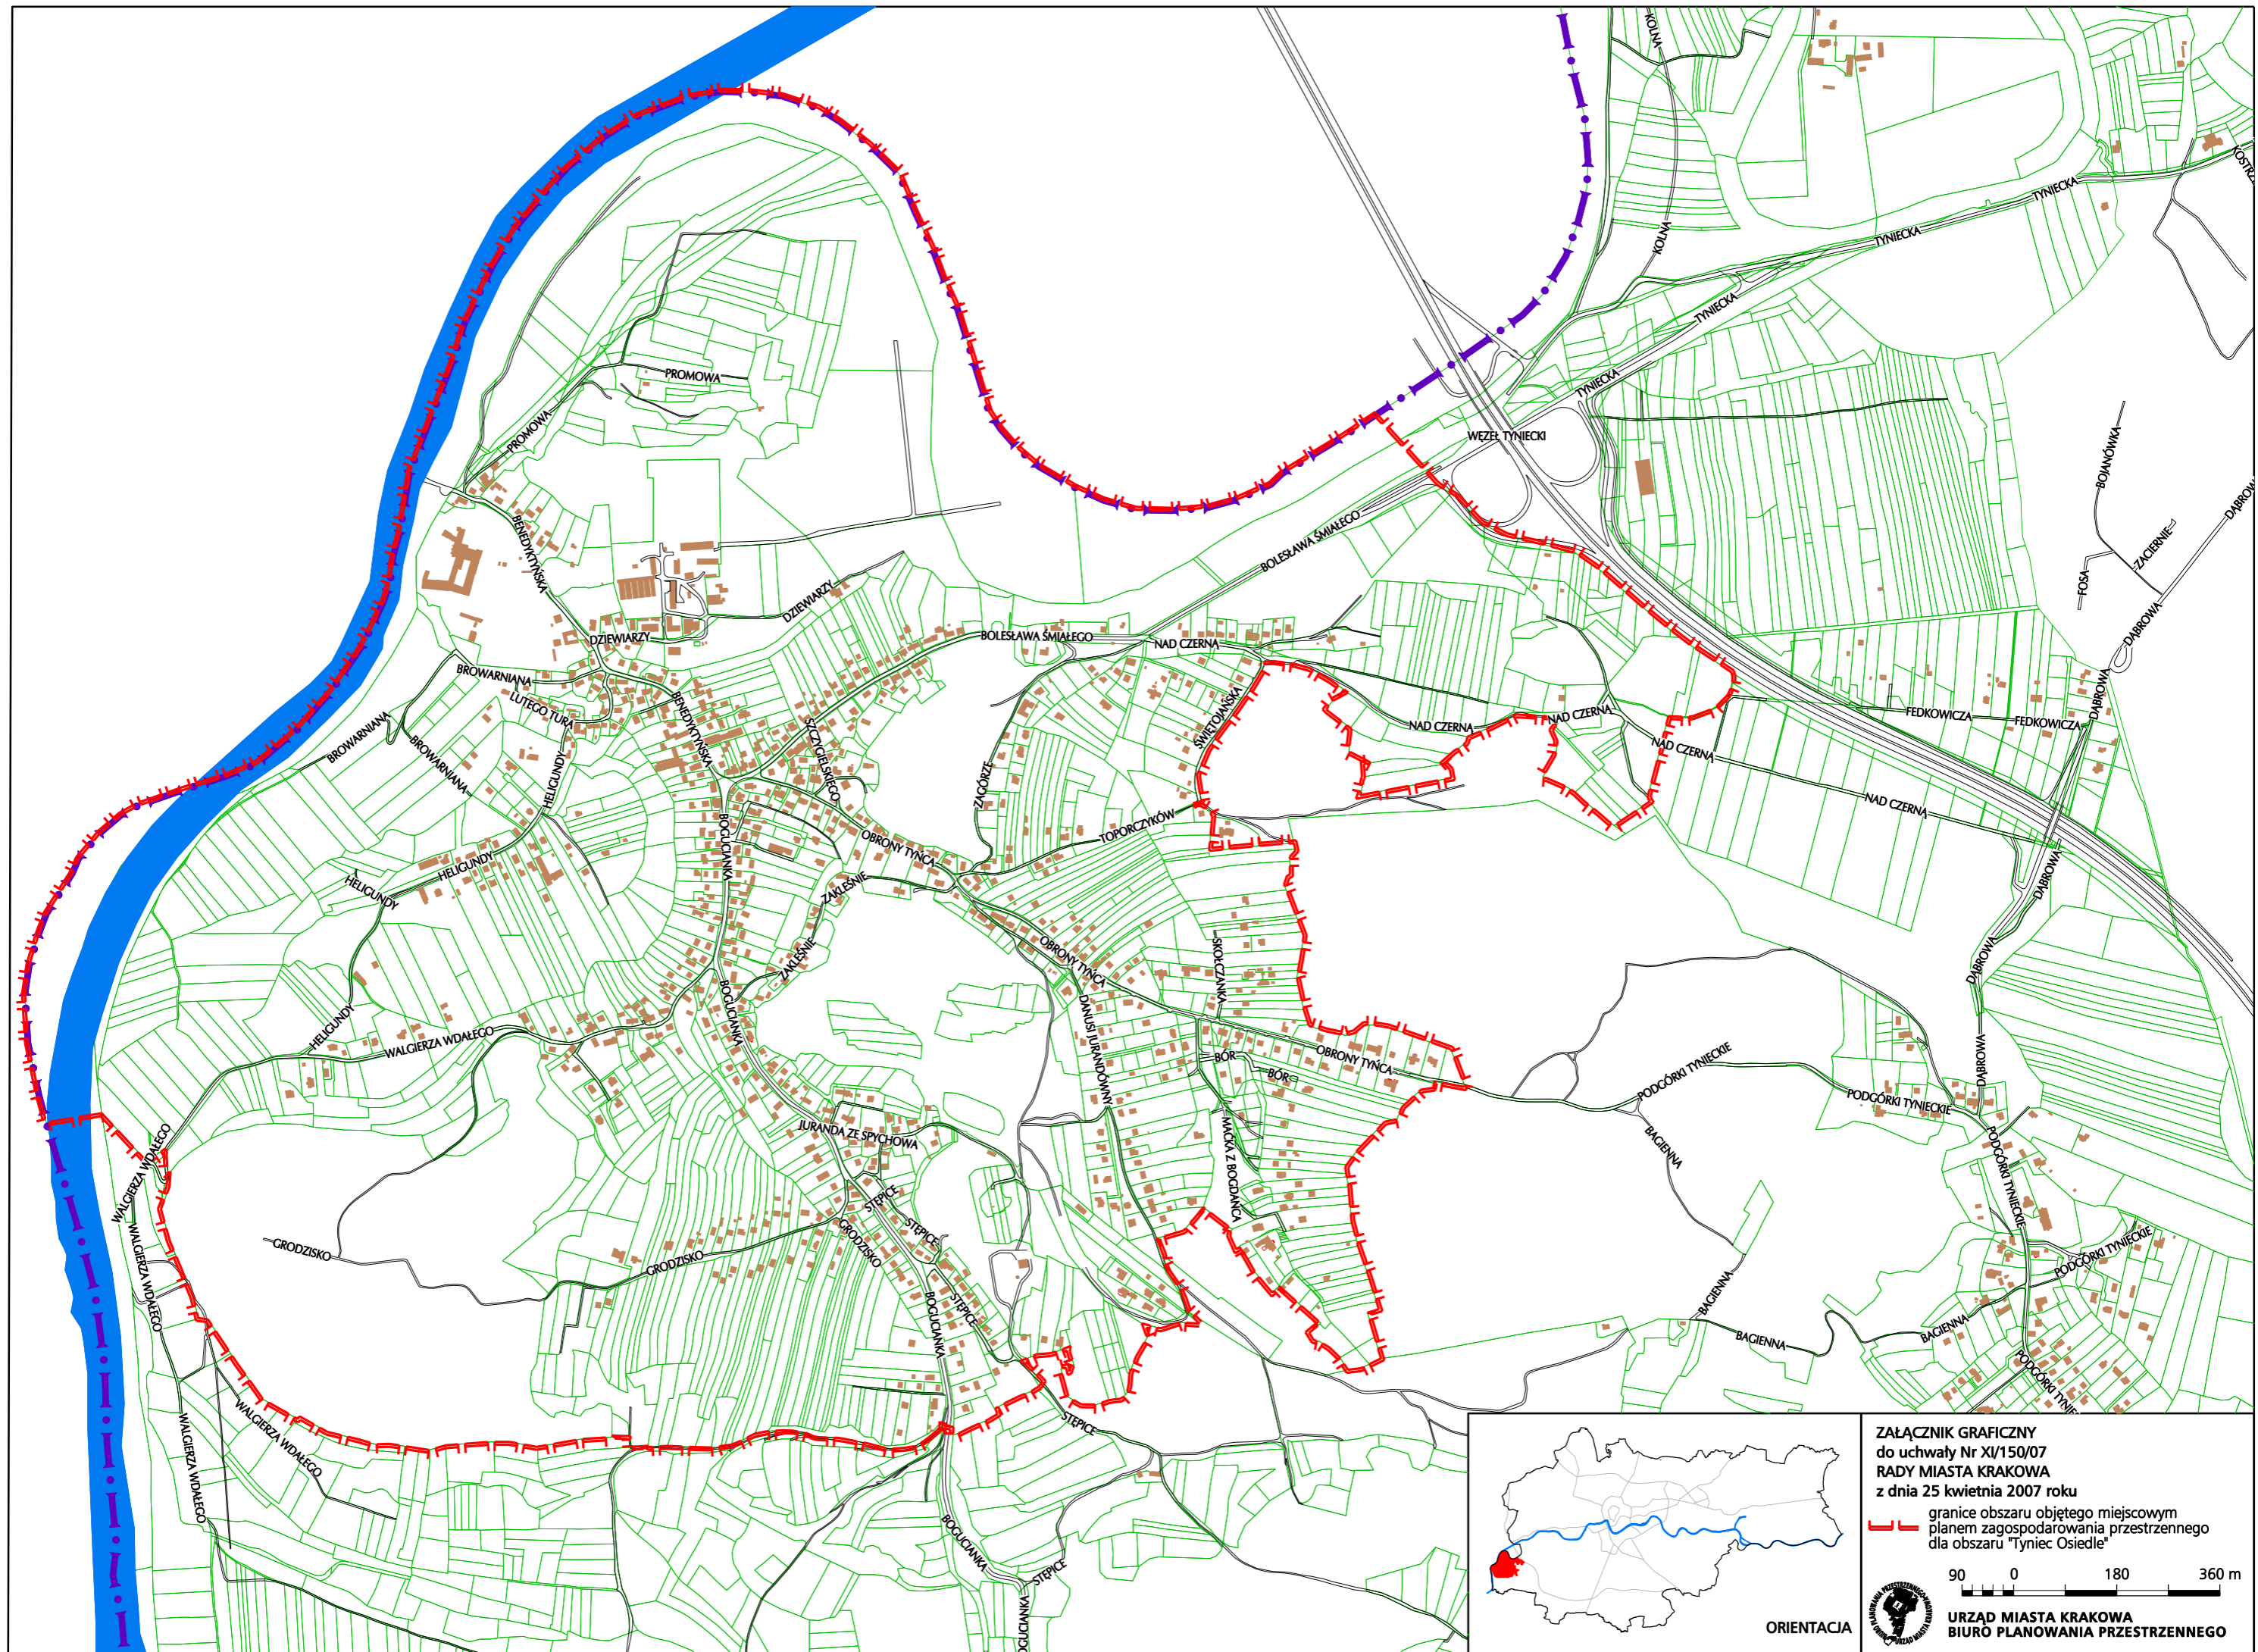 KOLNA
KOSTRZ
TYNIECKA
TYNIECKA
KOLNA
TYNIECKA
TYNIECKA
PROMOWA
TYNIECKA
PROMOWA
WĘZEŁ TYNIECKI
BOJANÓWKA
DĄBROW
BENEDYKTYŃSKA
BOLESŁAWA ŚMIAŁEGO
ZACIERNIE
FOSA
DZIEWIARZY
DĄBROWA
DZIEWIARZY
BOLESŁAWA ŚMIAŁEGO
NAD CZERNĄ
BROWARNIANA
LUTEGO TURA
BENEDYKTYŃSKA
ŚWIĘTOJAŃSKA
DĄBROWA
FEDKOWICZA
FEDKOWICZA
NAD CZERNĄ
NAD CZERNĄ
NAD CZERNĄ
BROWARNIANA
BROWARNIANA
SZCZYGIELSKIEGO
HELIGUNDY
ZAGÓRZE
NAD CZERNĄ
TOPORCZYKÓW
BOGUCIANKA
OBRONY TYŃCA
HELIGUNDY
HELIGUNDY
ZAKLEŚNIE
DĄBROWA
ZAKLEŚNIE
OBRONY TYŃCA
SKOŁCZANKA
DĄBROWA
BOGUCIANKA
HELIGUNDY
WALGIERZA WDAŁEGO
DANUSI JURANDÓWNY
BÓR
BÓR
OBRONY TYŃCA
PODGÓRKI TYNIECKIE
DĄBROWA
PODGÓRKI TYNIECKIE
JURANDA ZE SPYCHOWA
MAĆKA Z BOGDAŃCA
BAGIENNA
PODGÓRKI TYNIECKIE
WALGIERZA WDAŁEGO
STĘPICE
STĘPICE
GRODZISKO
GRODZISKO
GRODZISKO
WALGIERZA WDAŁEGO
PODGÓRKI TYNIECKIE
BAGIENNA
STĘPICE
BOGUCIANKA
BAGIENNA
BAGIENNA
PODGÓRKI TYNIE
WALGIERZA WDAŁEGO
WALGIERZA WDAŁEGO
STĘPICE
BOGUCIANKA
STĘPICE
OGUCIANKA
ORIENTACJA
ZAŁĄCZNIK GRAFICZNY
do uchwały Nr XI/150/07
RADY MIASTA KRAKOWA
z dnia 25 kwietnia 2007 roku
granice obszaru objętego miejscowym
planem zagospodarowania przestrzennego
dla obszaru "Tyniec Osiedle"
90 0 180 360 m
URZĄD MIASTA KRAKOWA
BIURO PLANOWANIA PRZESTRZENNEGO